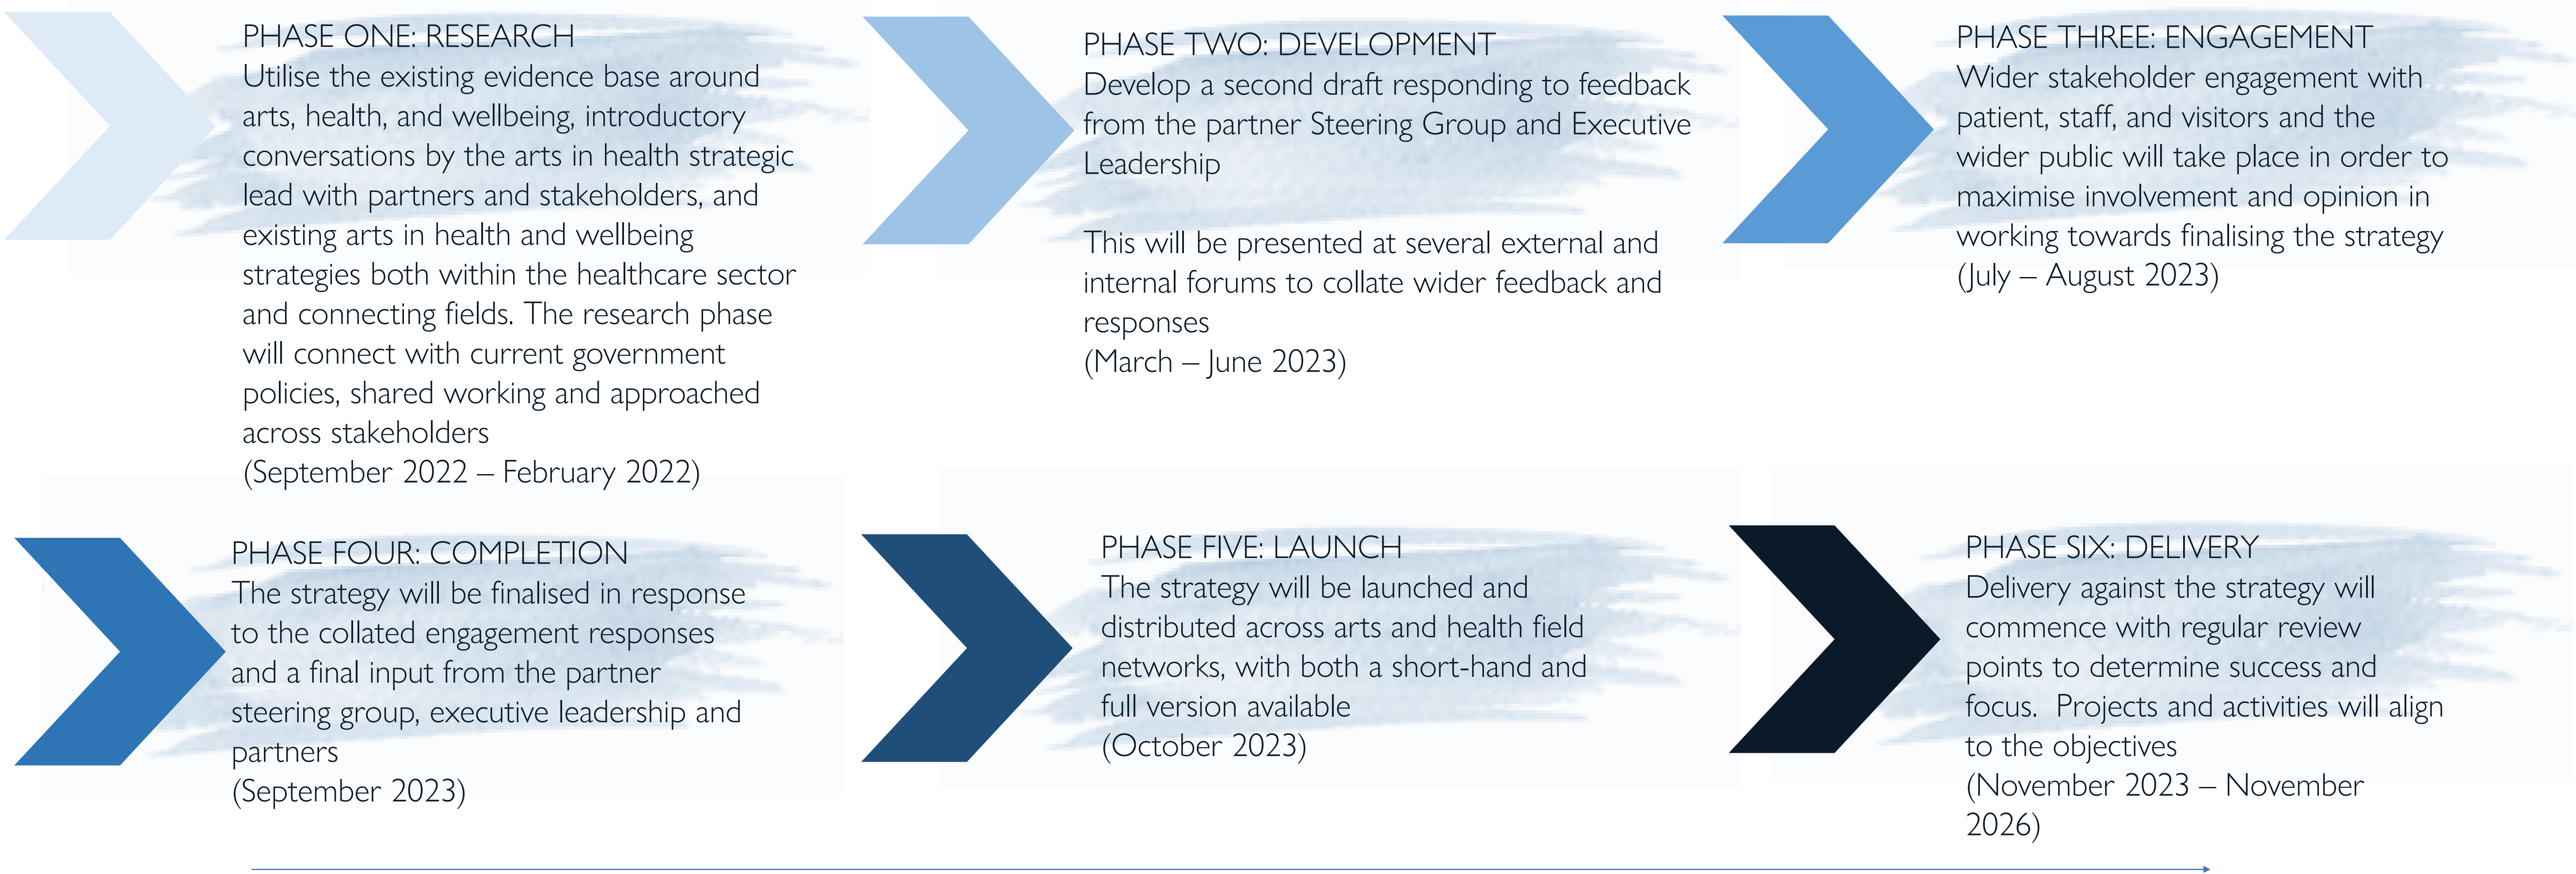 PHASE ONE: RESEARCH
Utilise the existing evidence base around
arts, health, and wellbeing, introductory
conversations by the arts in health strategic
lead with partners and stakeholders, and
existing arts in health and wellbeing
strategies both within the healthcare sector
and connecting fields. The research phase
will connect with current government
policies, shared working and approached
across stakeholders
(September 2022 – February 2022)
PHASE TWO: DEVELOPMENT
Develop a second draft responding to feedback
from the partner Steering Group and Executive
Leadership
This will be presented at several external and
internal forums to collate wider feedback and
responses
(March – June 2023)
PHASE THREE: ENGAGEMENT
Wider stakeholder engagement with
patient, staff, and visitors and the
wider public will take place in order to
maximise involvement and opinion in
working towards finalising the strategy
(July – August 2023)
PHASE FOUR: COMPLETION
The strategy will be finalised in response
to the collated engagement responses
and a final input from the partner
steering group, executive leadership and
partners
(September 2023)
PHASE FIVE: LAUNCH
The strategy will be launched and
distributed across arts and health field
networks, with both a short-hand and
full version available
(October 2023)
PHASE SIX: DELIVERY
Delivery against the strategy will
commence with regular review
points to determine success and
focus.  Projects and activities will align
to the objectives
(November 2023 – November
2026)